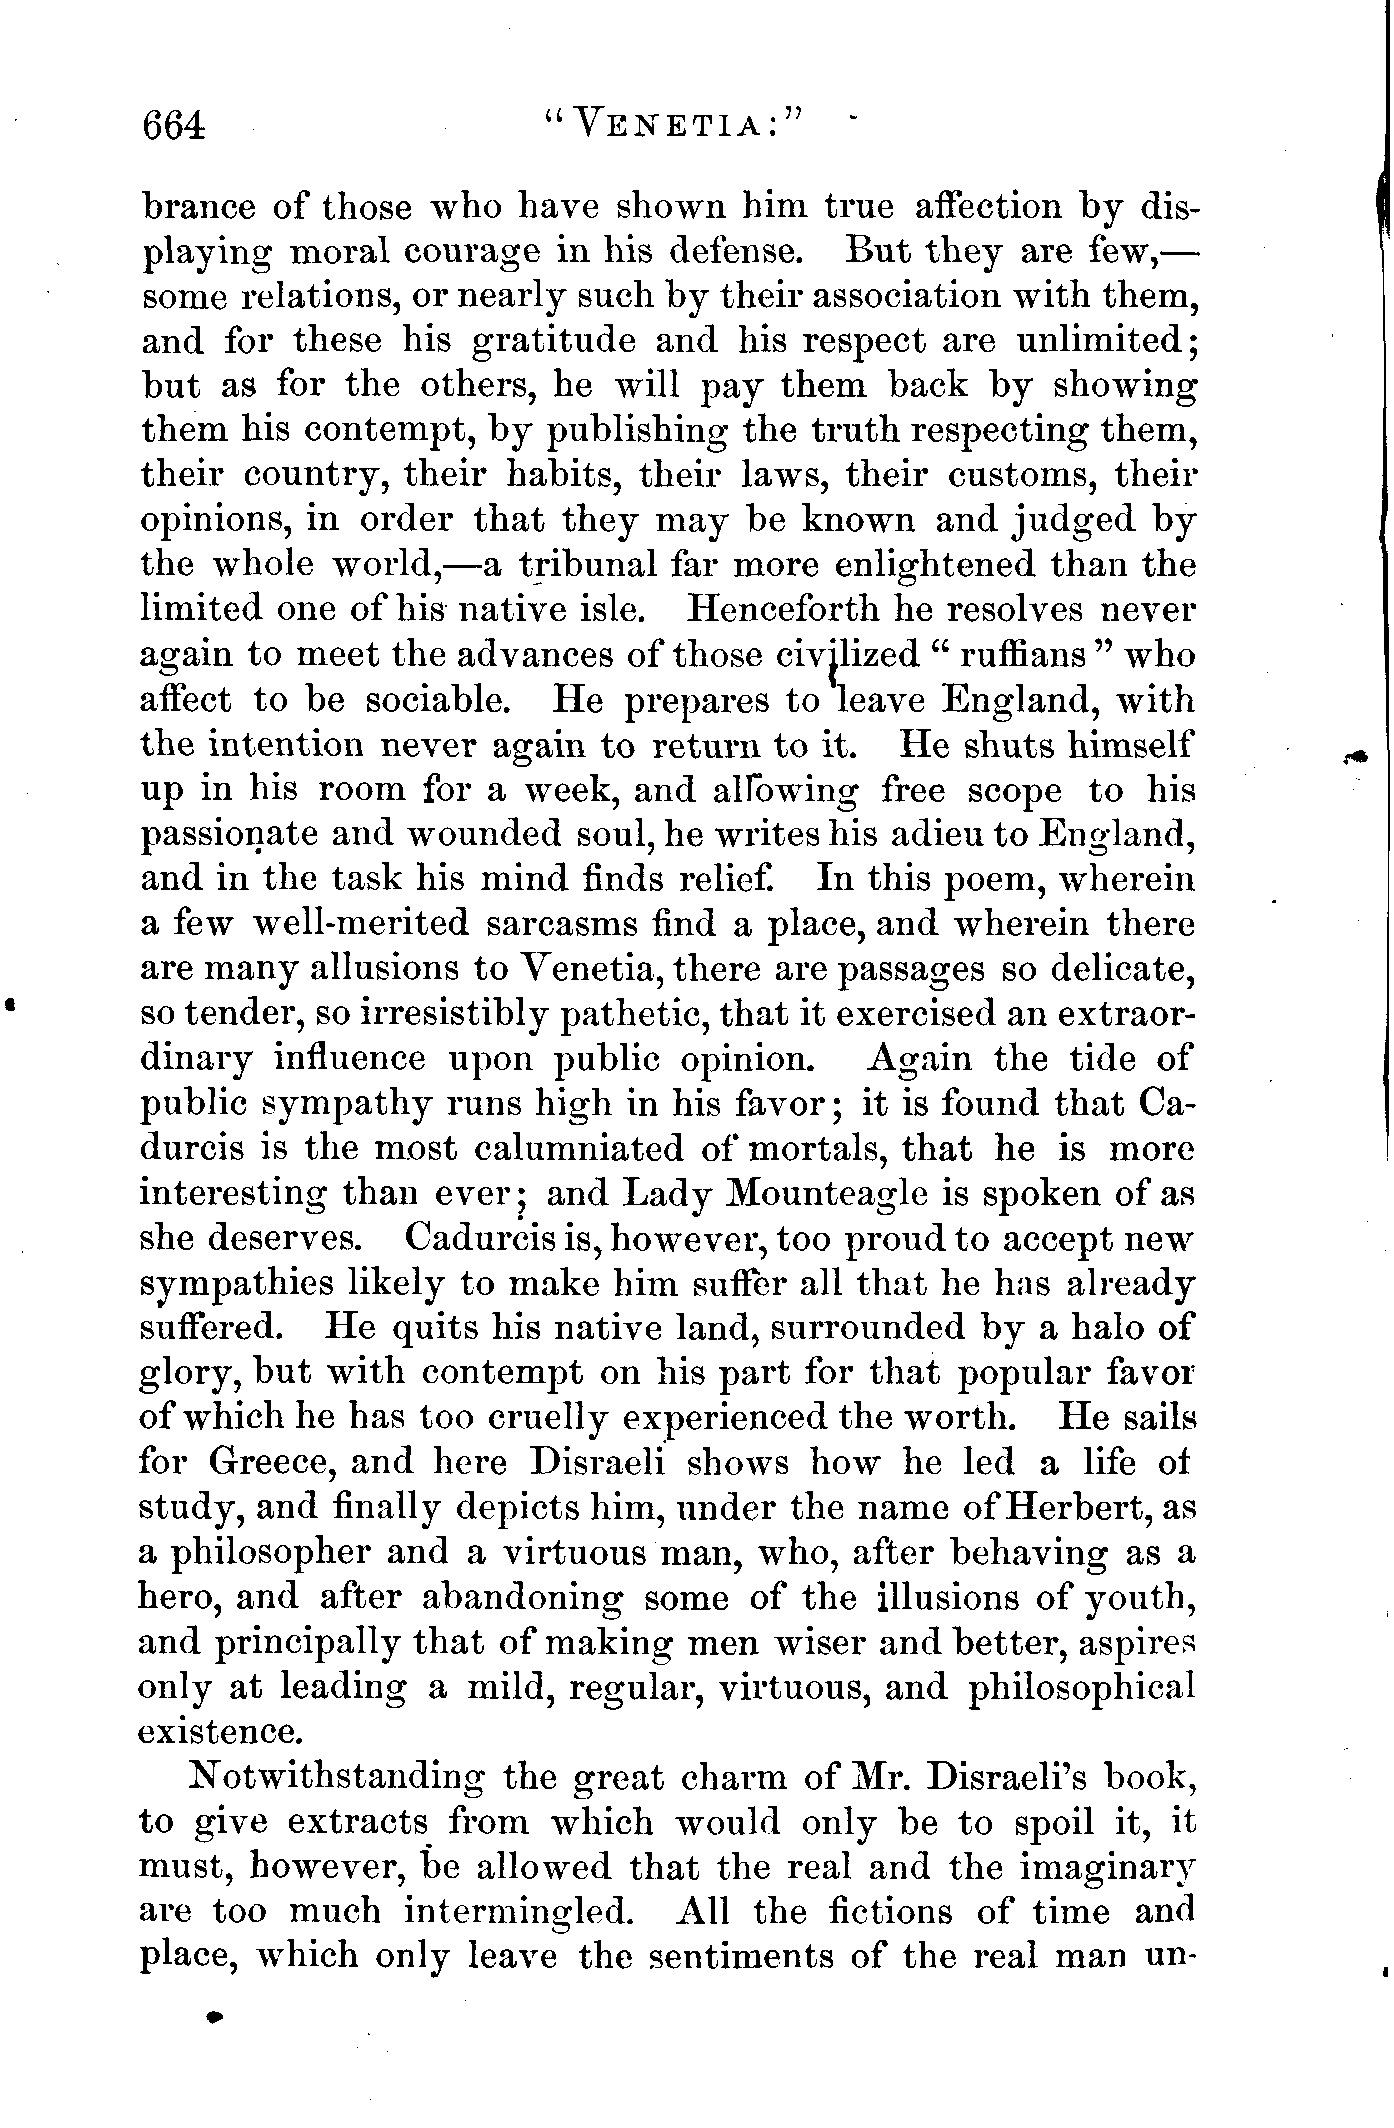 664 "VENETIA:"
brance of those who have shown him true affection by dis-
playing moral courage in his defense. But they are few,—
some relations, or nearly such by their association with them,
and for these his gratitude and his respect are unlimited;
but as for the others, he will pay them back by showing
them his contempt, by publishing the truth respecting them,
their country, their habits, their laws, their customs, their
opinions, in order that they may be known and judged by
the whole world,—a tribunal far more enlightened than the
limited one of his native isle. Henceforth he resolves never
again to meet the advances of those civilized "ruffians" who
affect to be sociable. He prepares to leave England, with
the intention never again to return to it. He shuts himself
up in his room for a week, and allowing free scope to his
passionate and wounded soul, he writes his adieu to England,
and in the task his mind finds relief. In this poem, wherein
a few well-merited sarcasms find a place, and wherein there
are many allusions to Venetia, there are passages so delicate,
so tender, so irresistibly pathetic, that it exercised an extraor-
dinary influence upon public opinion. Again the tide of
public sympathy runs high in his favor; it is found that Ca-
durcis is the most calumniated of mortals, that he is more
interesting than ever; and Lady Mounteagle is spoken of as
she deserves. Cadurcis is, however, too proud to accept new
sympathies likely to make him suffer all that he has already
suffered. He quits his native land, surrounded by a halo of
glory, but with contempt on his part for that popular favor
of which he has too cruelly experienced the worth. He sails
for Greece, and here Disraeli shows how he led a life of
study, and finally depicts him, under the name of Herbert, as
a philosopher and a virtuous man, who, after behaving as a
hero, and after abandoning some of the illusions of youth,
and principally that of making men wiser and better, aspires
only at leading a mild, regular, virtuous, and philosophical
existence.
Notwithstanding the great charm of Mr. Disraeli's book,
to give extracts from which would only be to spoil it, it
must, however, be allowed that the real and the imaginary
are too much intermingled. All the fictions of time and
place, which only leave the sentiments of the real man un-